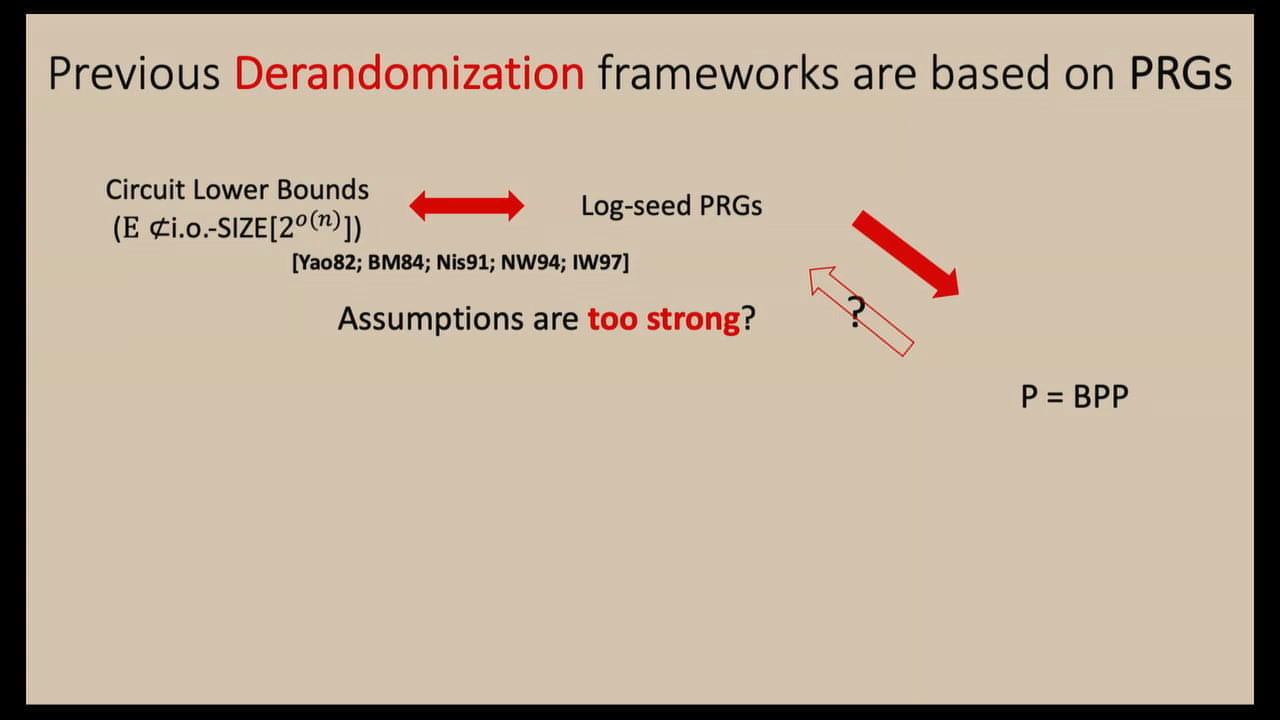 Previous Derandomization frameworks are based on PRGs
Circuit Lower Bounds
(E ⊄i.o.-SIZE[2^{o(n)}])
Log-seed PRGs
[Yao82; BM84; Nis91; NW94; IW97]
Assumptions are too strong?
?
P = BPP